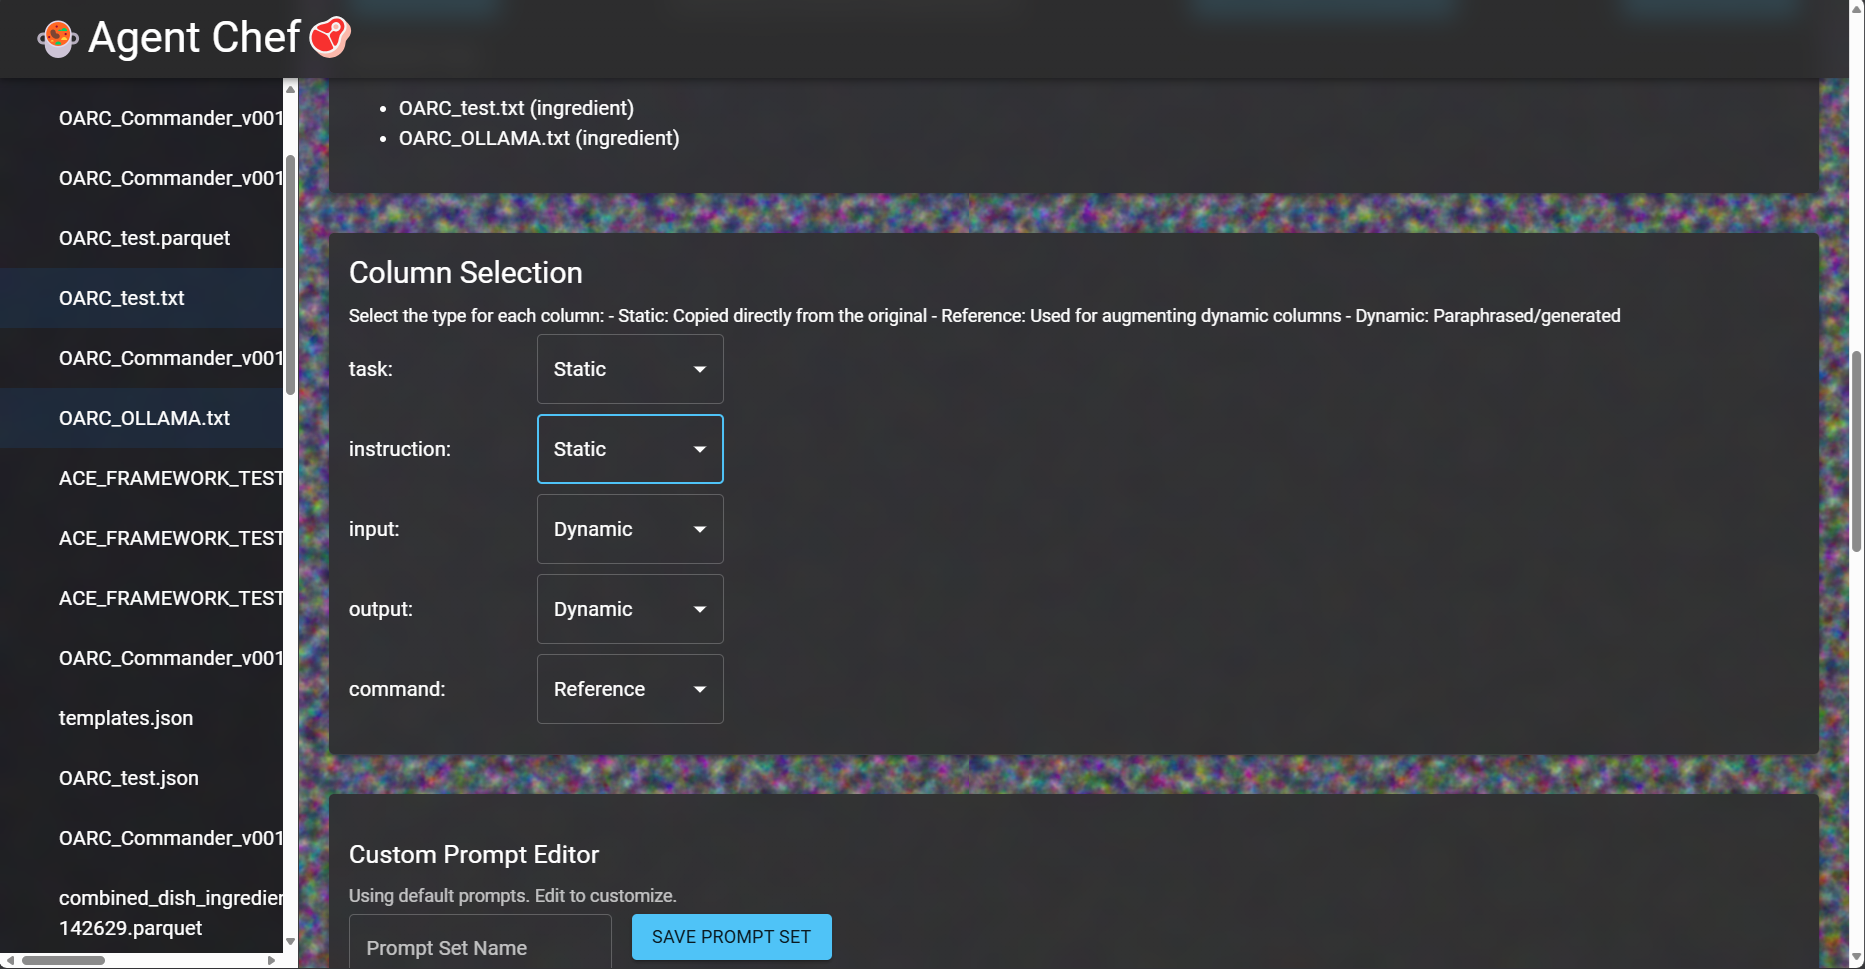 Agent Chef
OARC_Commander_v001
OARC_Commander_v001
OARC_test.parquet
OARC_test.txt
OARC_Commander_v001
OARC_OLLAMA.txt
ACE_FRAMEWORK_TEST
ACE_FRAMEWORK_TEST
ACE_FRAMEWORK_TEST
OARC_Commander_v001
templates.json
OARC_test.json
OARC_Commander_v001
combined_dish_ingredien
142629.parquet
• OARC_test.txt (ingredient)
• OARC_OLLAMA.txt (ingredient)
Column Selection
Select the type for each column: - Static: Copied directly from the original - Reference: Used for augmenting dynamic columns - Dynamic: Paraphrased/generated
task: Static
instruction: Static
input: Dynamic
output: Dynamic
command: Reference
Custom Prompt Editor
Using default prompts. Edit to customize.
Prompt Set Name SAVE PROMPT SET